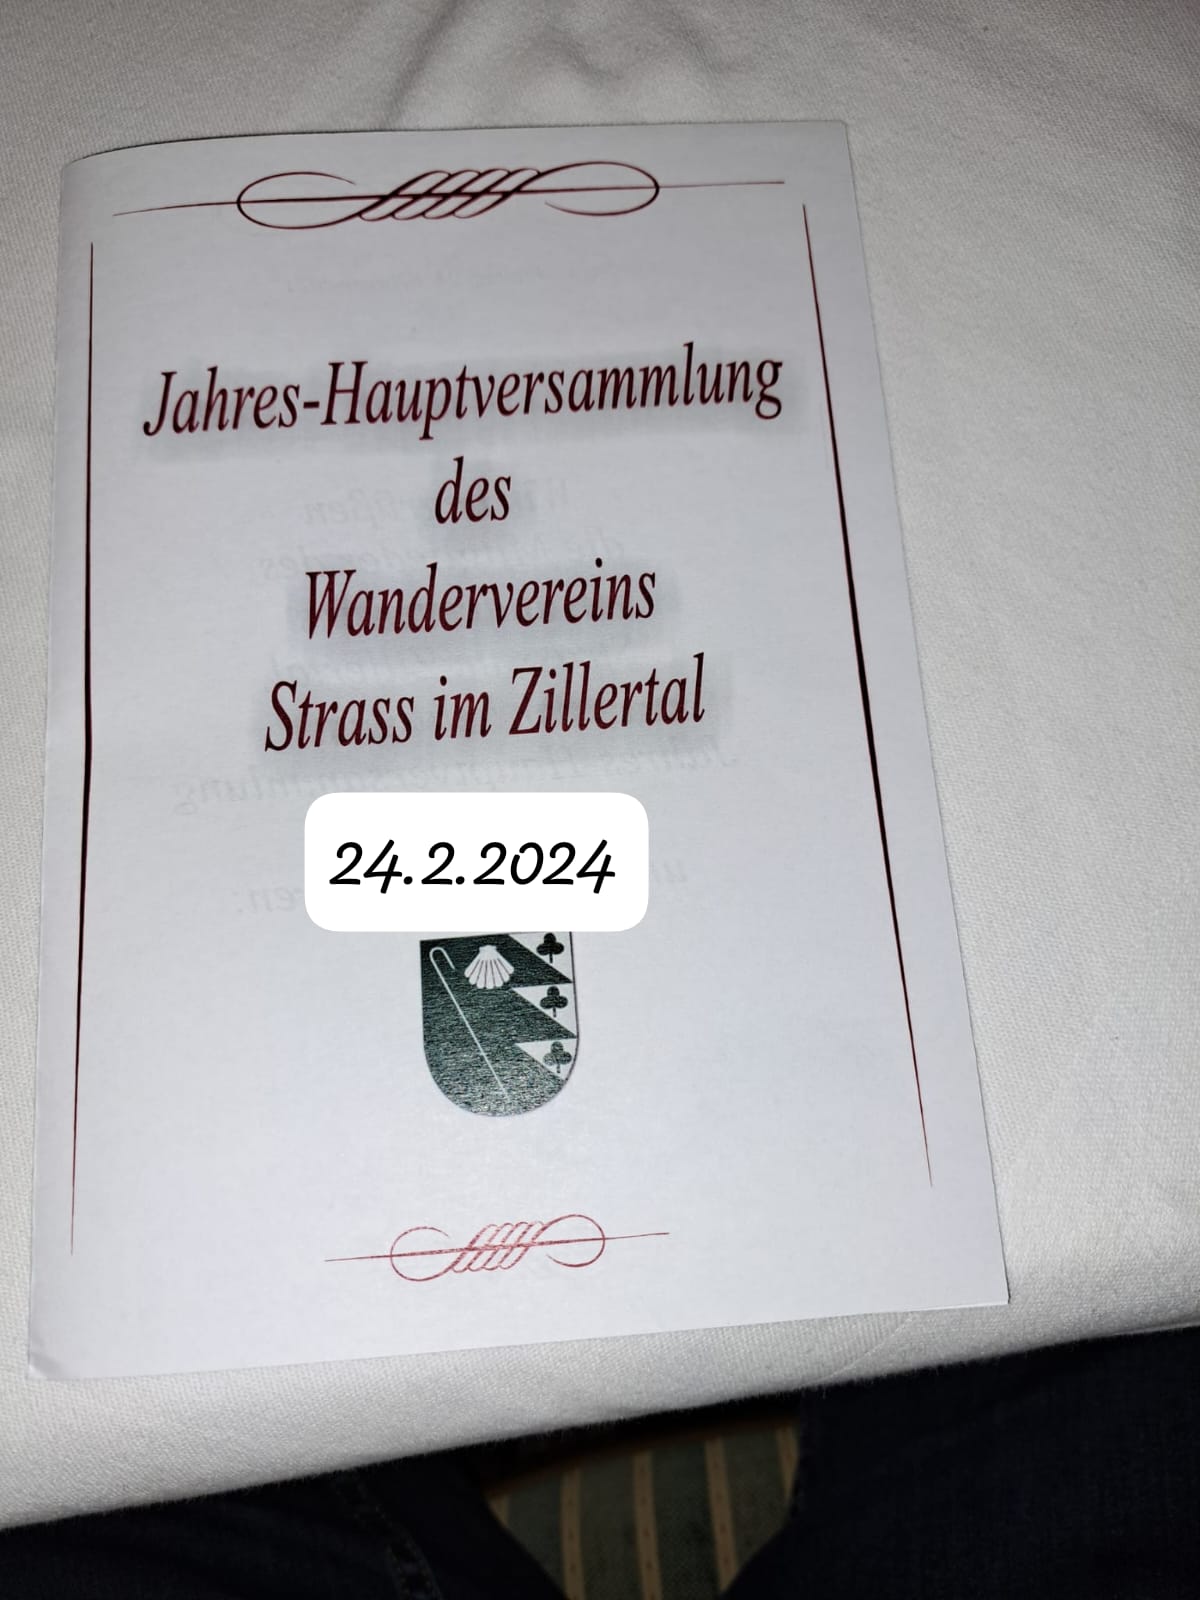 Jahres-Hauptversammlung
des
Wandervereins
Strass im Zillertal
24.2.2024